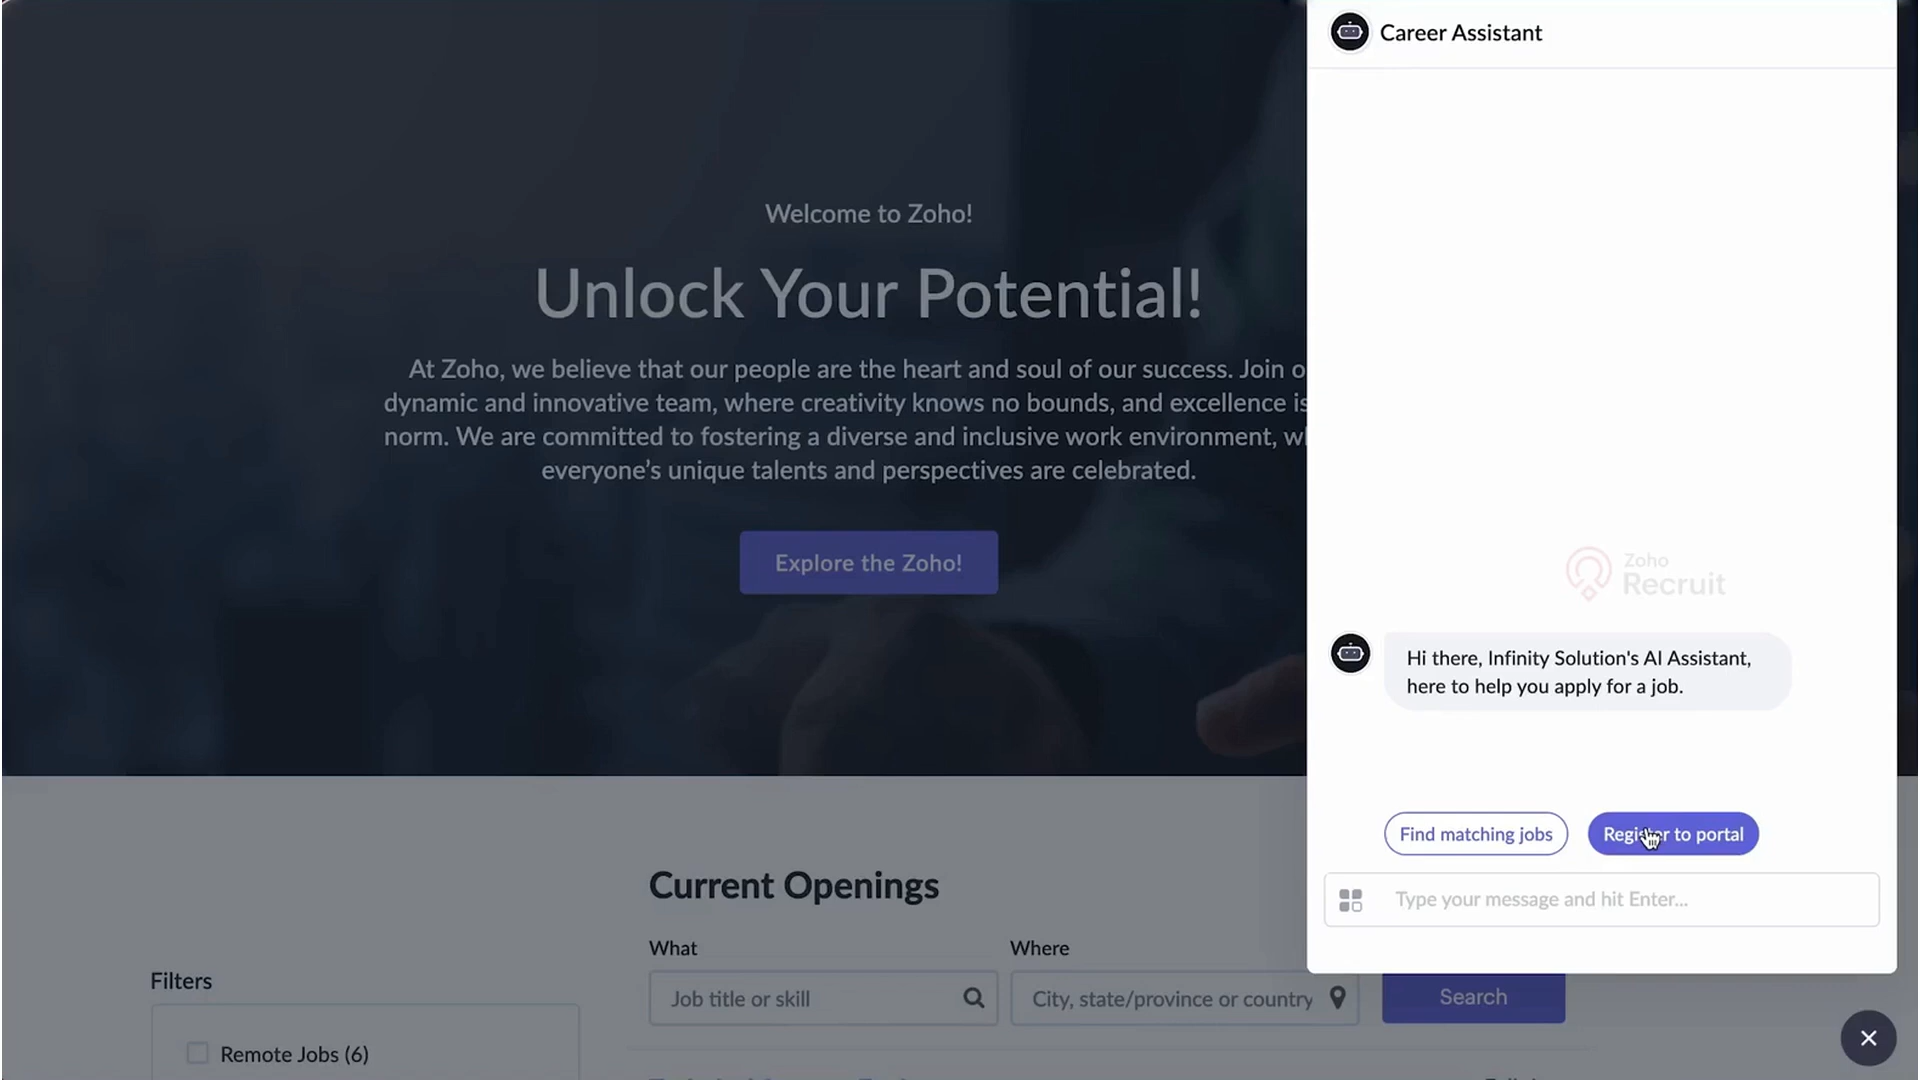 Career Assistant
Welcome to Zoho!
Unlock Your Potential!
At Zoho, we believe that our people are the heart and soul of our success. Join
dynamic and innovative team, where creativity knows no bounds, and excellence is
norm. We are committed to fostering a diverse and inclusive work environment,
everyone’s unique talents and perspectives are celebrated.
Explore the Zoho!
Zoho
Recruit
Hi there, Infinity Solution's AI Assistant,
here to help you apply for a job.
Find matching jobs
Register to portal
Type your message and hit Enter...
Current Openings
What
Where
Filters
Job title or skill
City, state/province or country
Search
Remote Jobs (6)